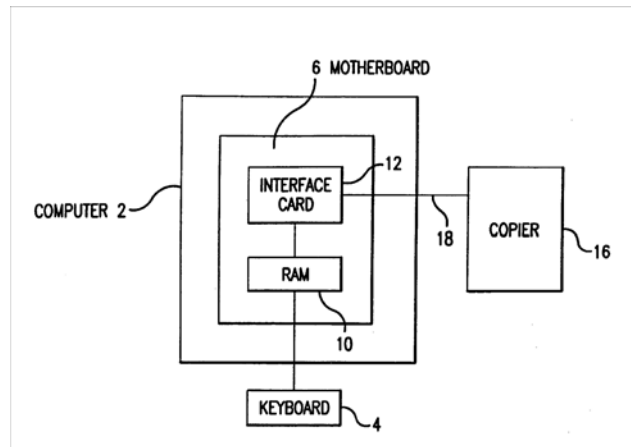 6 MOTHERBOARD
12
INTERFACE
CARD
COMPUTER 2
18
COPIER
16
RAM
10
KEYBOARD
4